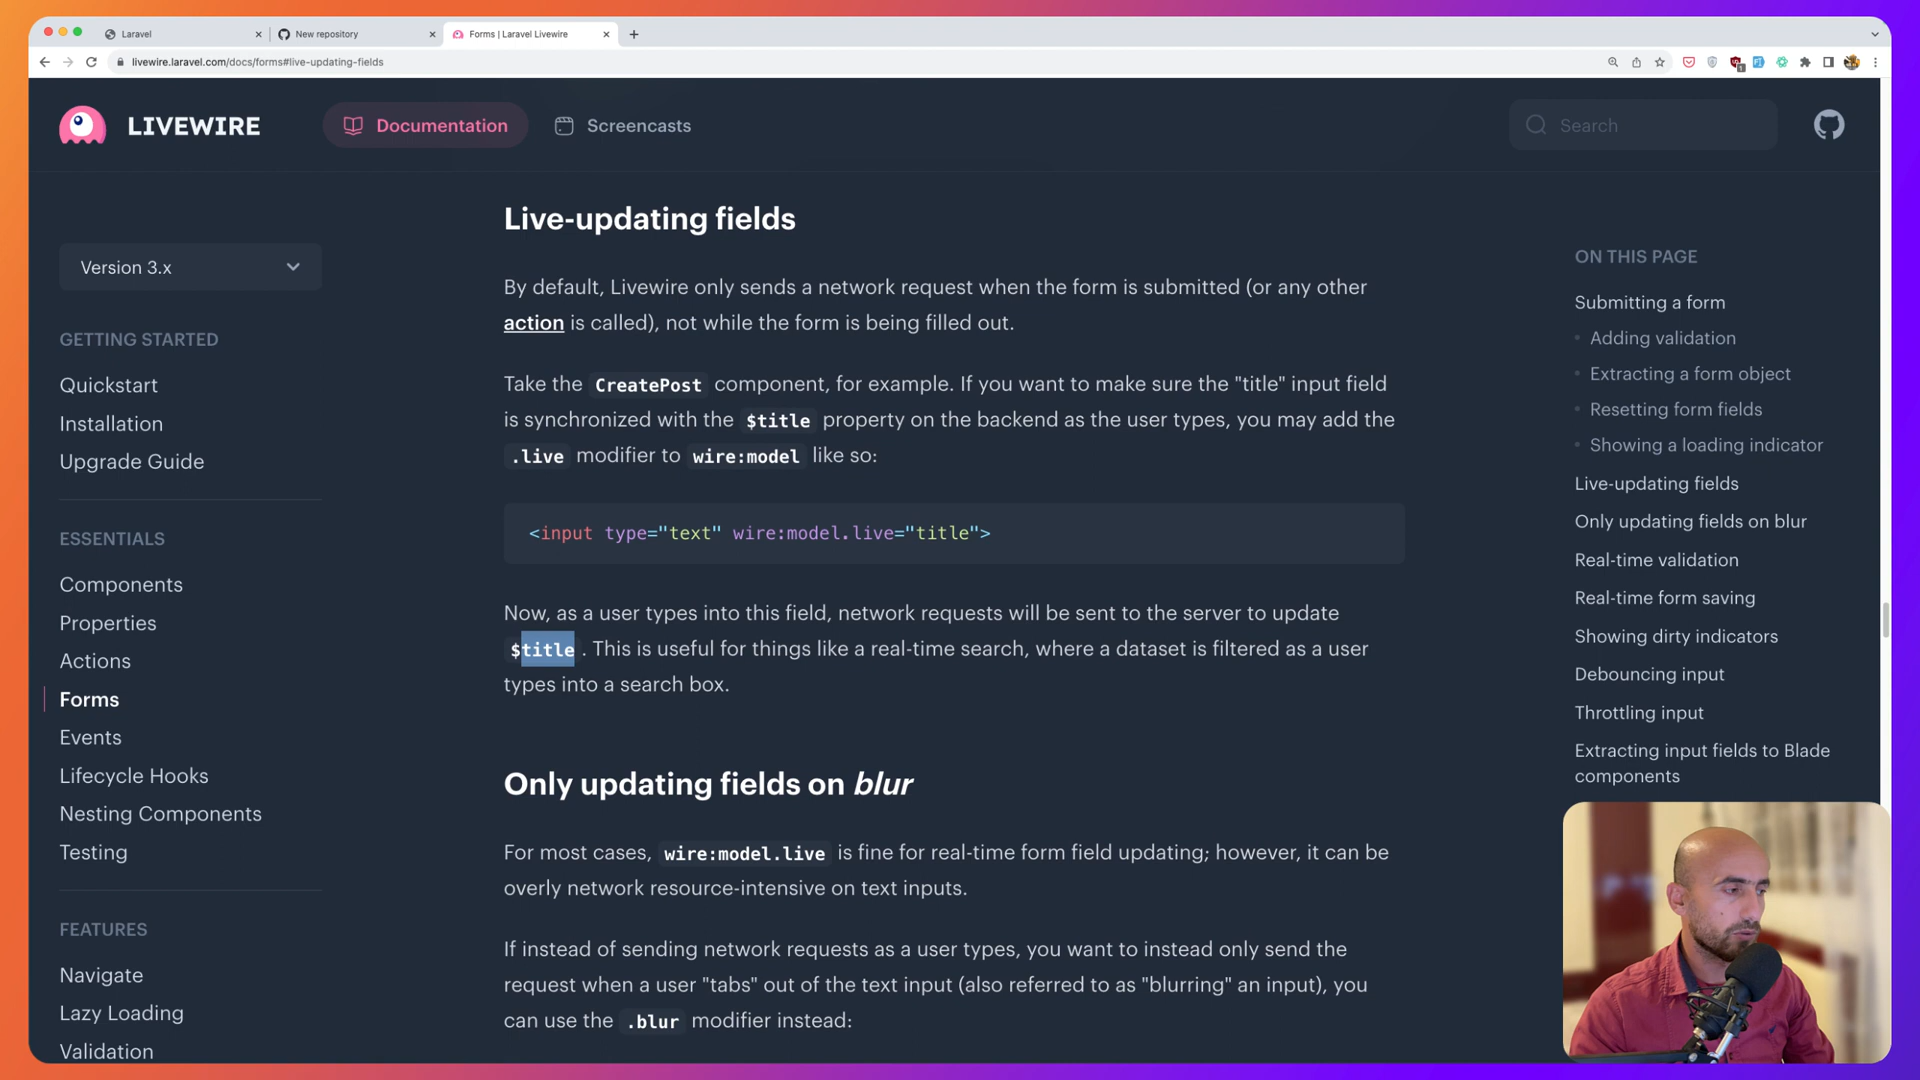 Laravel
New repository
Forms | Laravel Livewire
livewire.laravel.com/docs/forms#live-updating-fields
LIVEWIRE
Documentation
Screencasts
Search
Version 3.x
GETTING STARTED
Quickstart
Installation
Upgrade Guide
ESSENTIALS
Components
Properties
Actions
Forms
Events
Lifecycle Hooks
Nesting Components
Testing
FEATURES
Navigate
Lazy Loading
Validation
Live-updating fields
By default, Livewire only sends a network request when the form is submitted (or any other
action is called), not while the form is being filled out.
Take the CreatePost component, for example. If you want to make sure the "title" input field
is synchronized with the $title property on the backend as the user types, you may add the
.live modifier to wire:model like so:
<input type="text" wire:model.live="title">
Now, as a user types into this field, network requests will be sent to the server to update
$title . This is useful for things like a real-time search, where a dataset is filtered as a user
types into a search box.
Only updating fields on blur
For most cases, wire:model.live is fine for real-time form field updating; however, it can be
overly network resource-intensive on text inputs.
If instead of sending network requests as a user types, you want to instead only send the
request when a user "tabs" out of the text input (also referred to as "blurring" an input), you
can use the .blur modifier instead:
ON THIS PAGE
Submitting a form
Adding validation
Extracting a form object
Resetting form fields
Showing a loading indicator
Live-updating fields
Only updating fields on blur
Real-time validation
Real-time form saving
Showing dirty indicators
Debouncing input
Throttling input
Extracting input fields to Blade
components